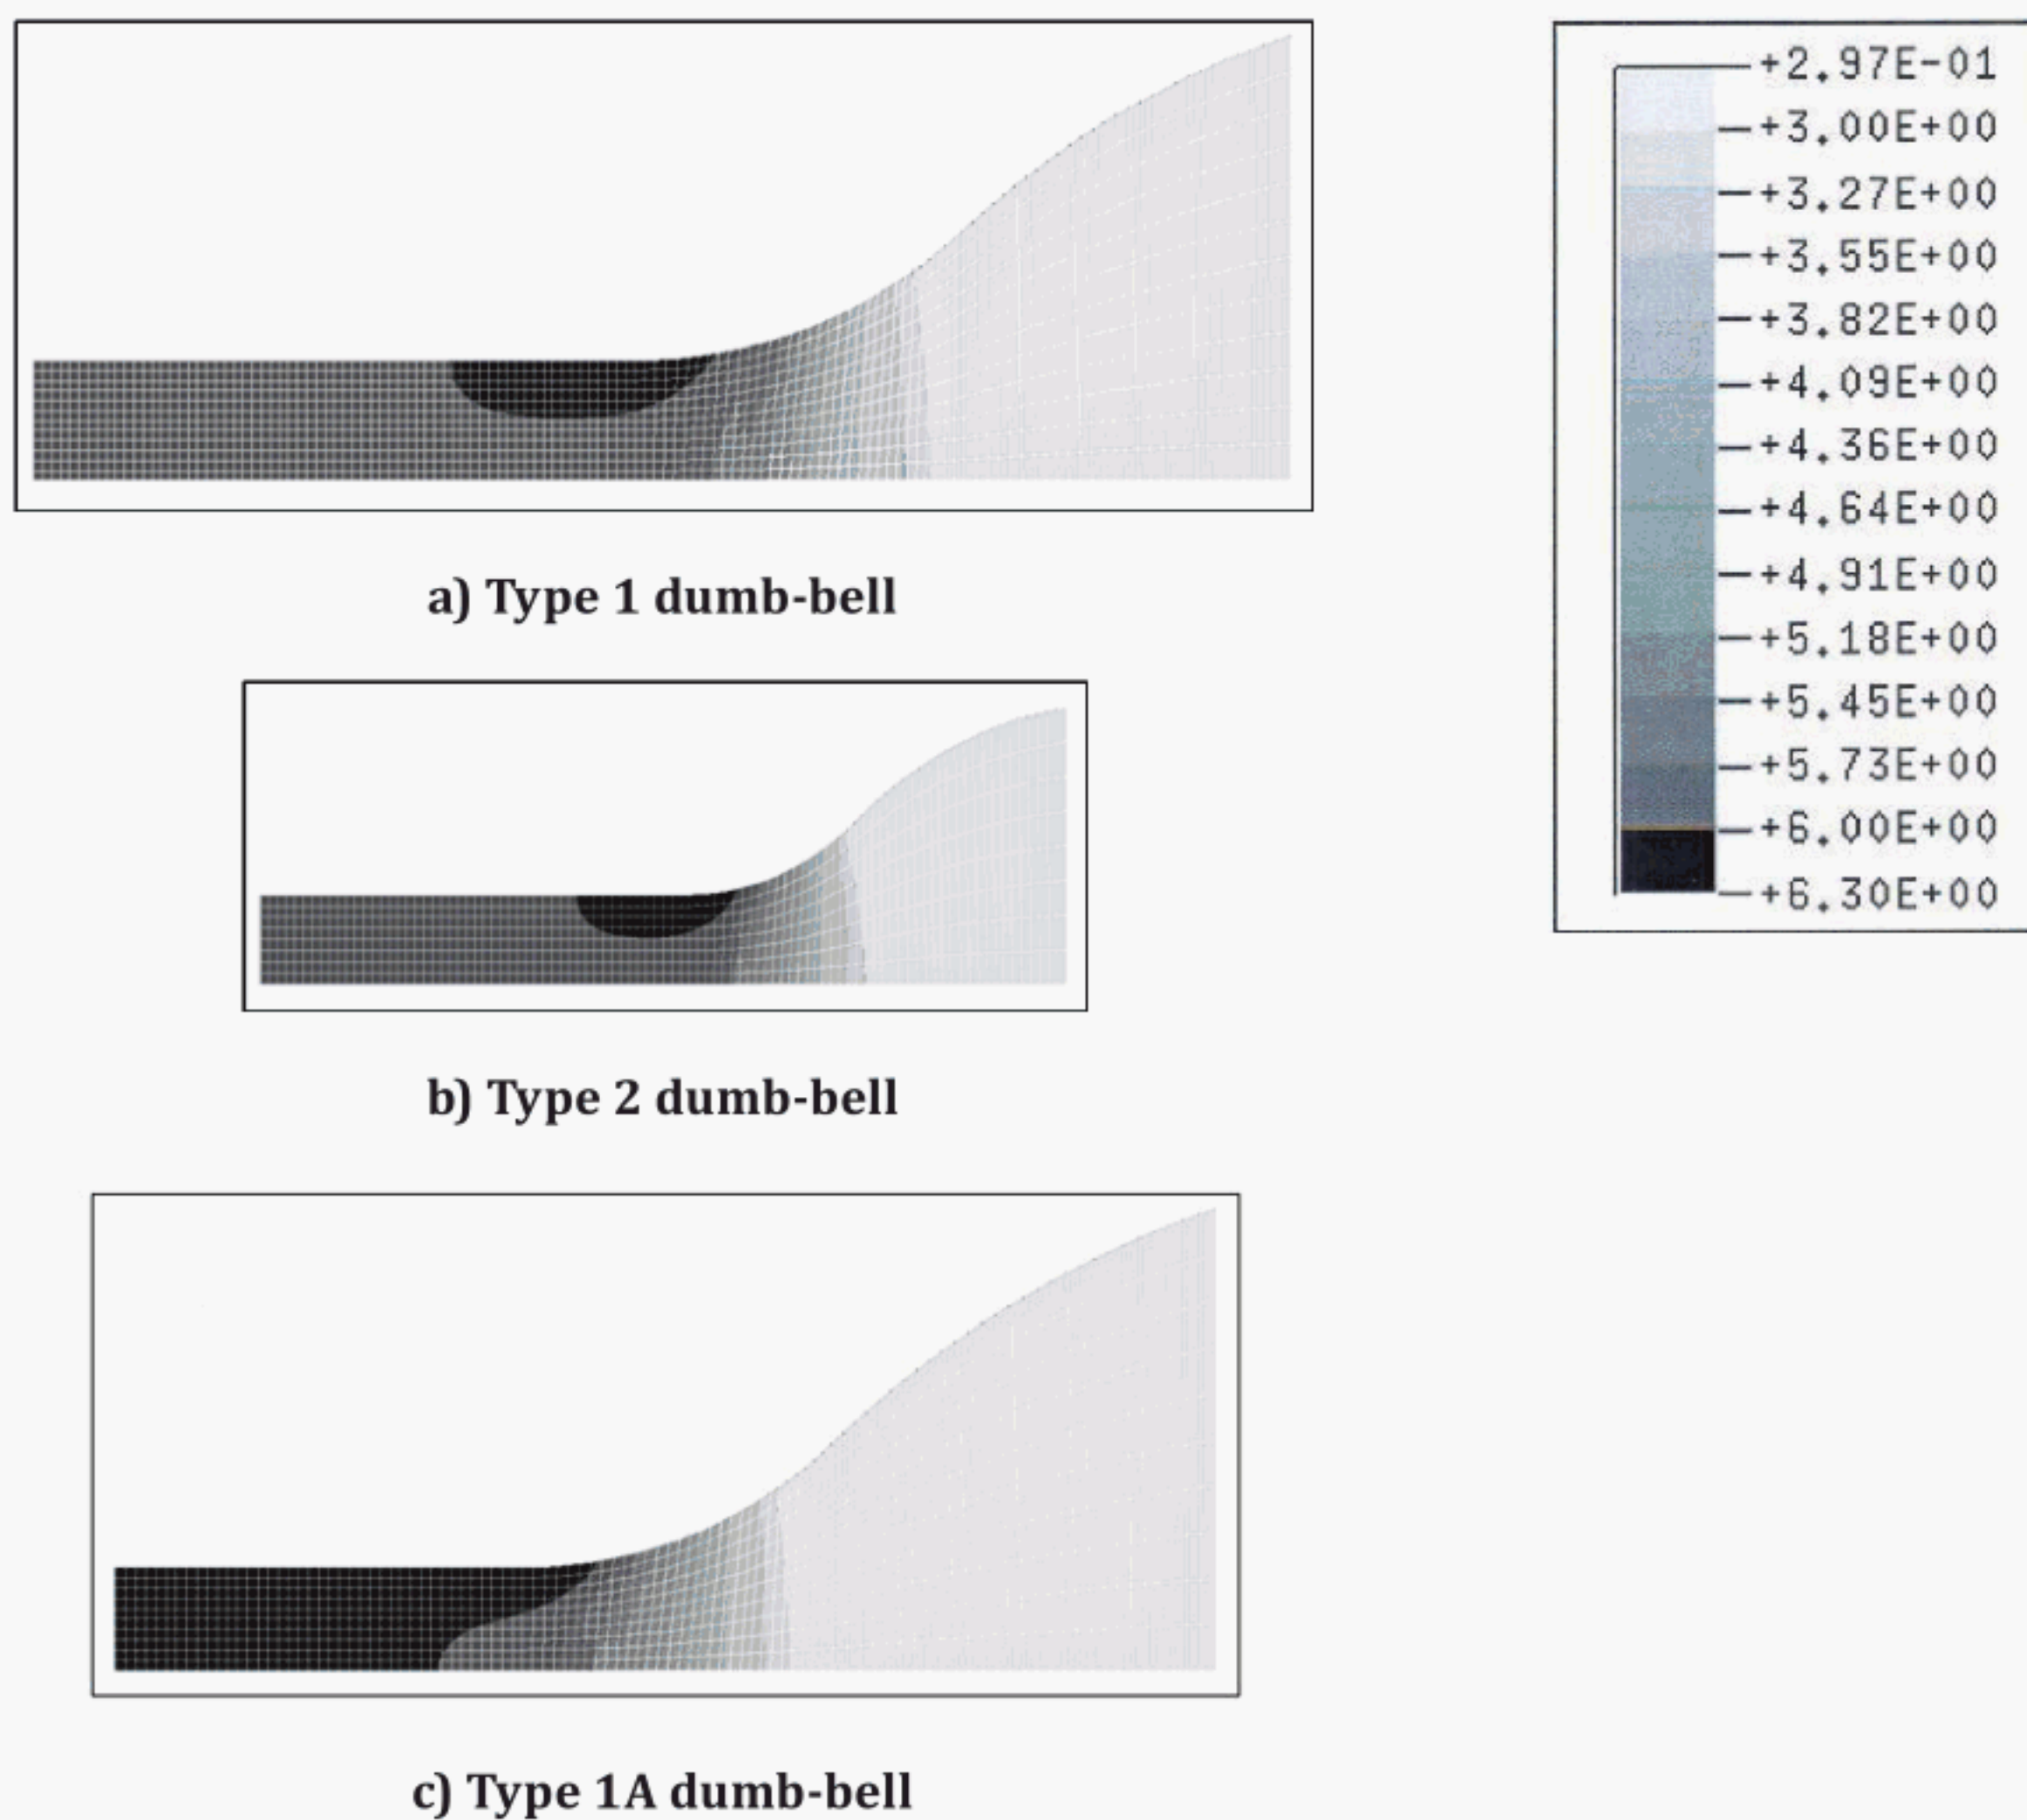 +2.97E-01
+3.00E+00
+3.27E+00
+3.55E+00
+3.82E+00
+4.09E+00
+4.36E+00
+4.64E+00
+4.91E+00
+5.18E+00
+5.45E+00
+5.73E+00
+6.00E+00
+6.30E+00
a) Type 1 dumb-bell
b) Type 2 dumb-bell
c) Type 1A dumb-bell